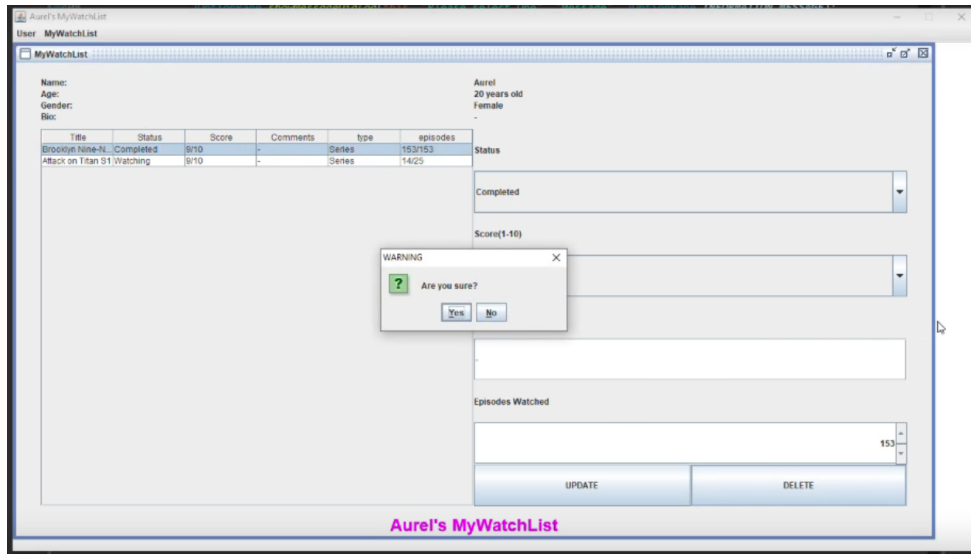 Aurel's MyWatchList
User MyWatchList
MyWatchList
Name: Aurel
Age: 20 years old
Gender: Female
Bio: -
Title Status Score Comments type episodes
Brooklyn Nine-N... Completed 9/10 - Series 153/153
Attack on Titan S1 Watching 9/10 - Series 14/25
Status
Completed
Score(1-10)
WARNING
? Are you sure?
Yes No
-
Episodes Watched
153
UPDATE DELETE
Aurel's MyWatchList